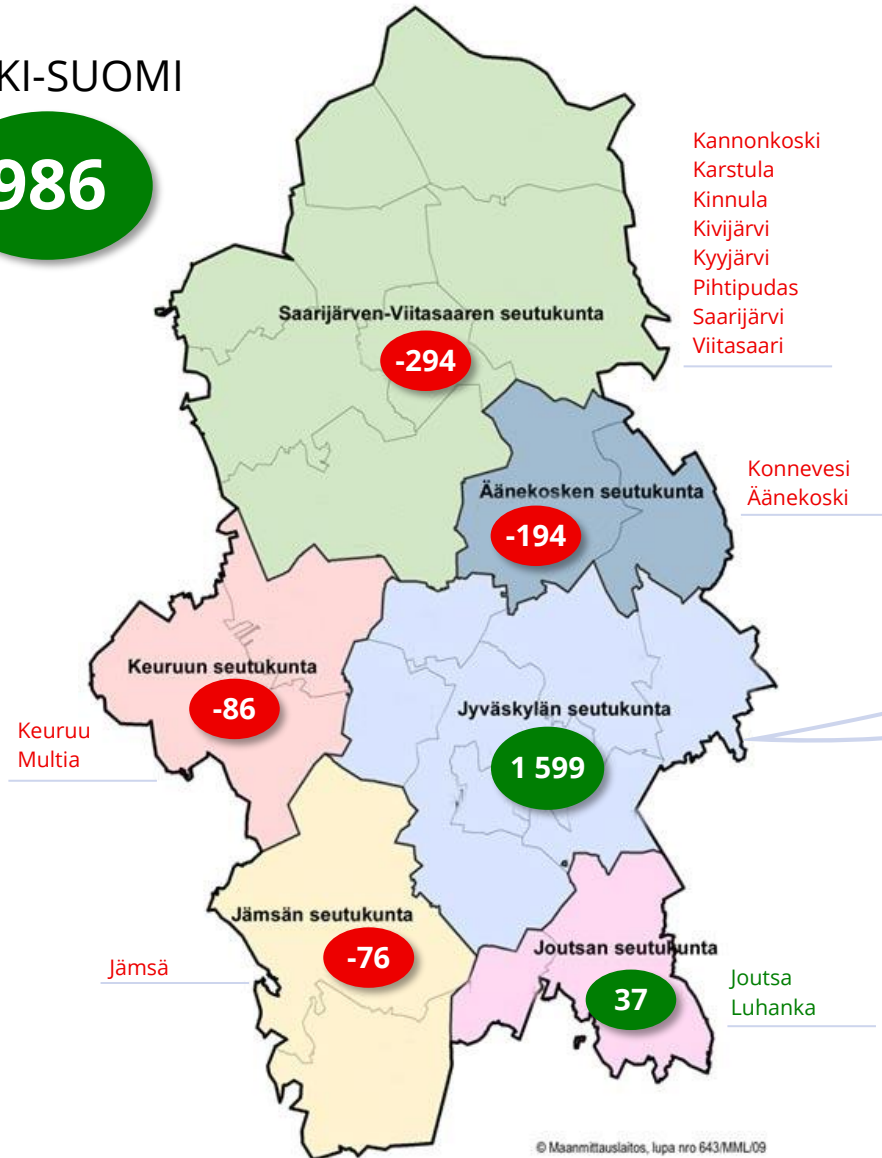 KI-SUOMI
986
Kannonkoski
Karstula
Kinnula
Kivijärvi
Kyyjärvi
Pihtipudas
Saarijärvi
Viitasaari
Saarijärven-Viitasaaren seutukunta
-294
Konnevesi
Äänekoski
Äänekosken seutukunta
-194
Keuruun seutukunta
-86
Keuruu
Multia
Jyväskylän seutukunta
1 599
Jämsän seutukunta
-76
Jämsä
Joutsan seutukunta
37
Joutsa
Luhanka
© Maanmittauslaitos, lupa nro 643/MML/09